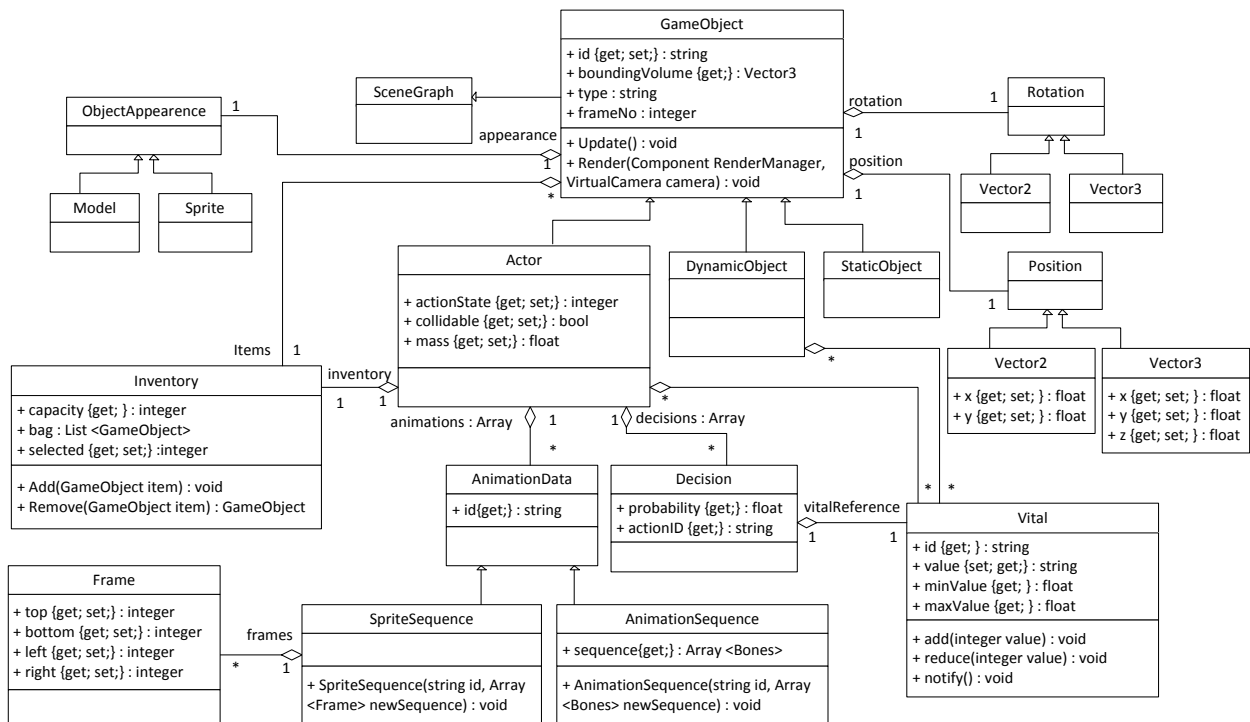 GameObject
+ id {get; set;} : string
+ boundingVolume {get;} : Vector3
+ type : string
+ frameNo : integer
+ Update() : void
+ Render(Component RenderManager,
VirtualCamera camera) : void
SceneGraph
ObjectAppearence
1
appearance
1
*
Model
Sprite
rotation
1
1
Rotation
position
1
Vector2
Vector3
Actor
+ actionState {get; set;} : integer
+ collidable {get; set;} : bool
+ mass {get; set;} : float
DynamicObject
StaticObject
Position
1
*
Vector2
+ x {get; set; } : float
+ y {get; set; } : float
Vector3
+ x {get; set; } : float
+ y {get; set; } : float
+ z {get; set; } : float
Items
1
Inventory
+ capacity {get; } : integer
+ bag : List <GameObject>
+ selected {get; set;} :integer
+ Add(GameObject item) : void
+ Remove(GameObject item) : GameObject
inventory
1
1
*
animations : Array
1
*
1
decisions : Array
*
AnimationData
+ id{get;} : string
Decision
+ probability {get;} : float
+ actionID {get;} : string
vitalReference
1
1
*
*
Vital
+ id {get; } : string
+ value {set; get;} : string
+ minValue {get; } : float
+ maxValue {get; } : float
+ add(integer value) : void
+ reduce(integer value) : void
+ notify() : void
Frame
+ top {get; set;} : integer
+ bottom {get; set;} : integer
+ left {get; set;} : integer
+ right {get; set;} : integer
frames
*
1
SpriteSequence
+ SpriteSequence(string id, Array
<Frame> newSequence) : void
AnimationSequence
+ sequence{get;} : Array <Bones>
+ AnimationSequence(string id, Array
<Bones> newSequence) : void